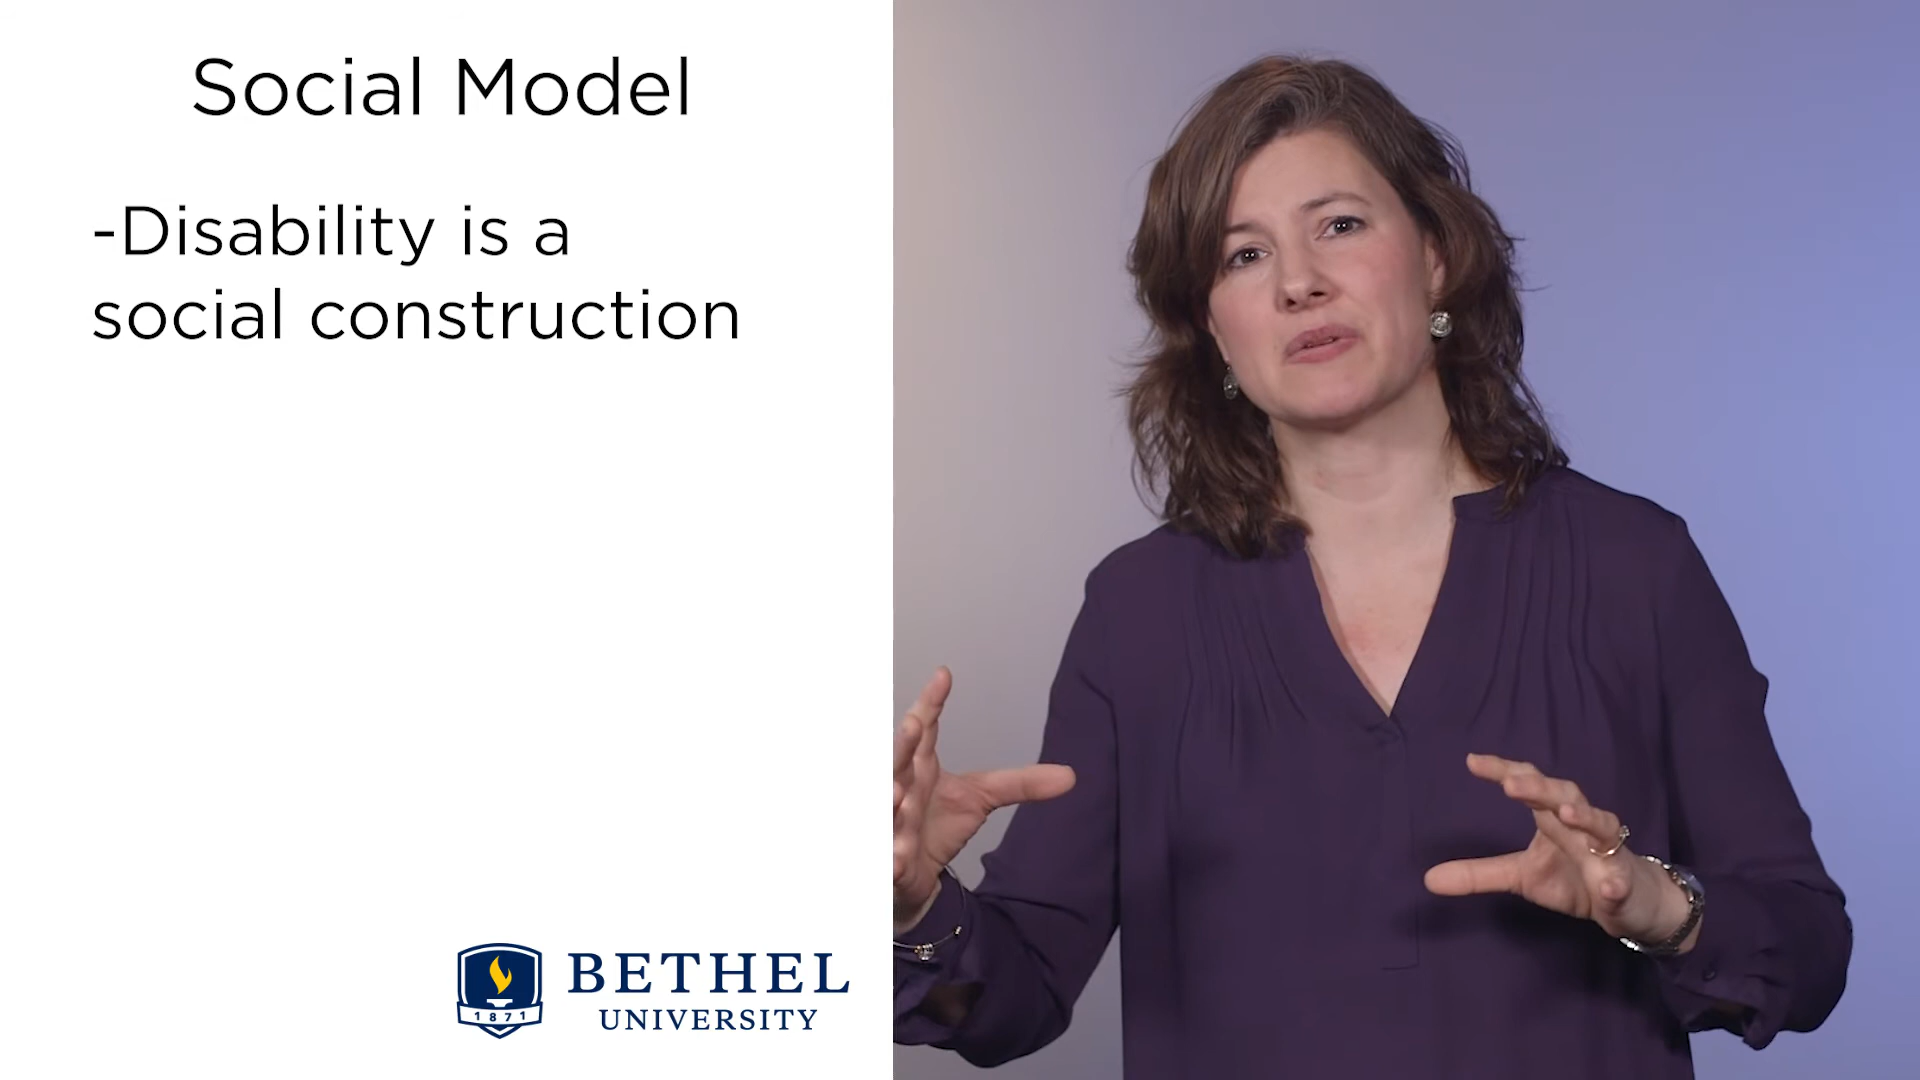 Social Model
-Disability is a
social construction
1871
BETHEL
UNIVERSITY